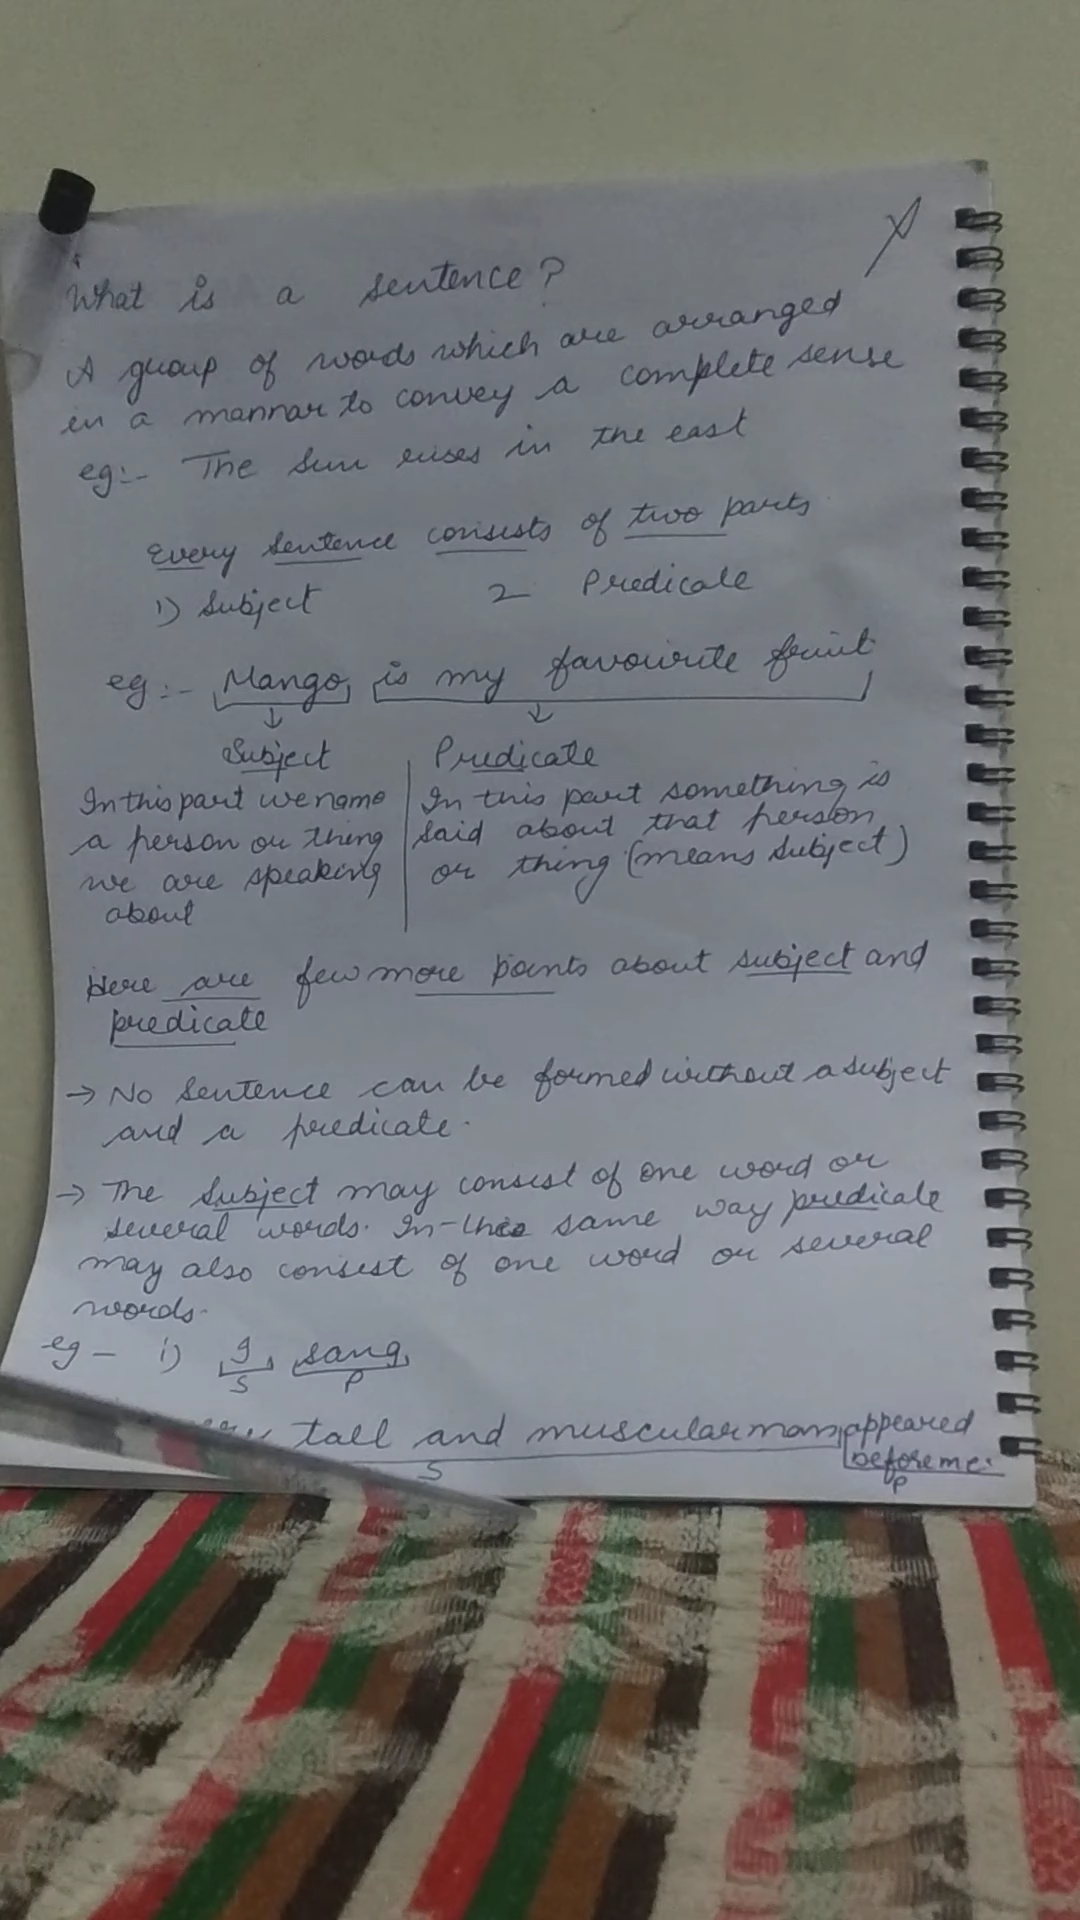 What is a sentence?
A group of words which are arranged
in a mannar to convey a complete sense
eg:- The Sun rises in the east
Every sentence consists of two parts
1) Subject 2 Predicate
eg:- Mango is my favourite fruit
Subject Predicate
In this part we name
a person or thing
we are speaking
about
In this part something is
said about that person
or thing (means subject)
Here are few more points about subject and
predicate
→ No sentence can be formed without a subject
and a predicate.
→ The Subject may consist of one word or
several words. In this same way predicate
may also consist of one word or several
words.
eg - i) I sang
S P
tall and muscular man appeared
before me.
S P